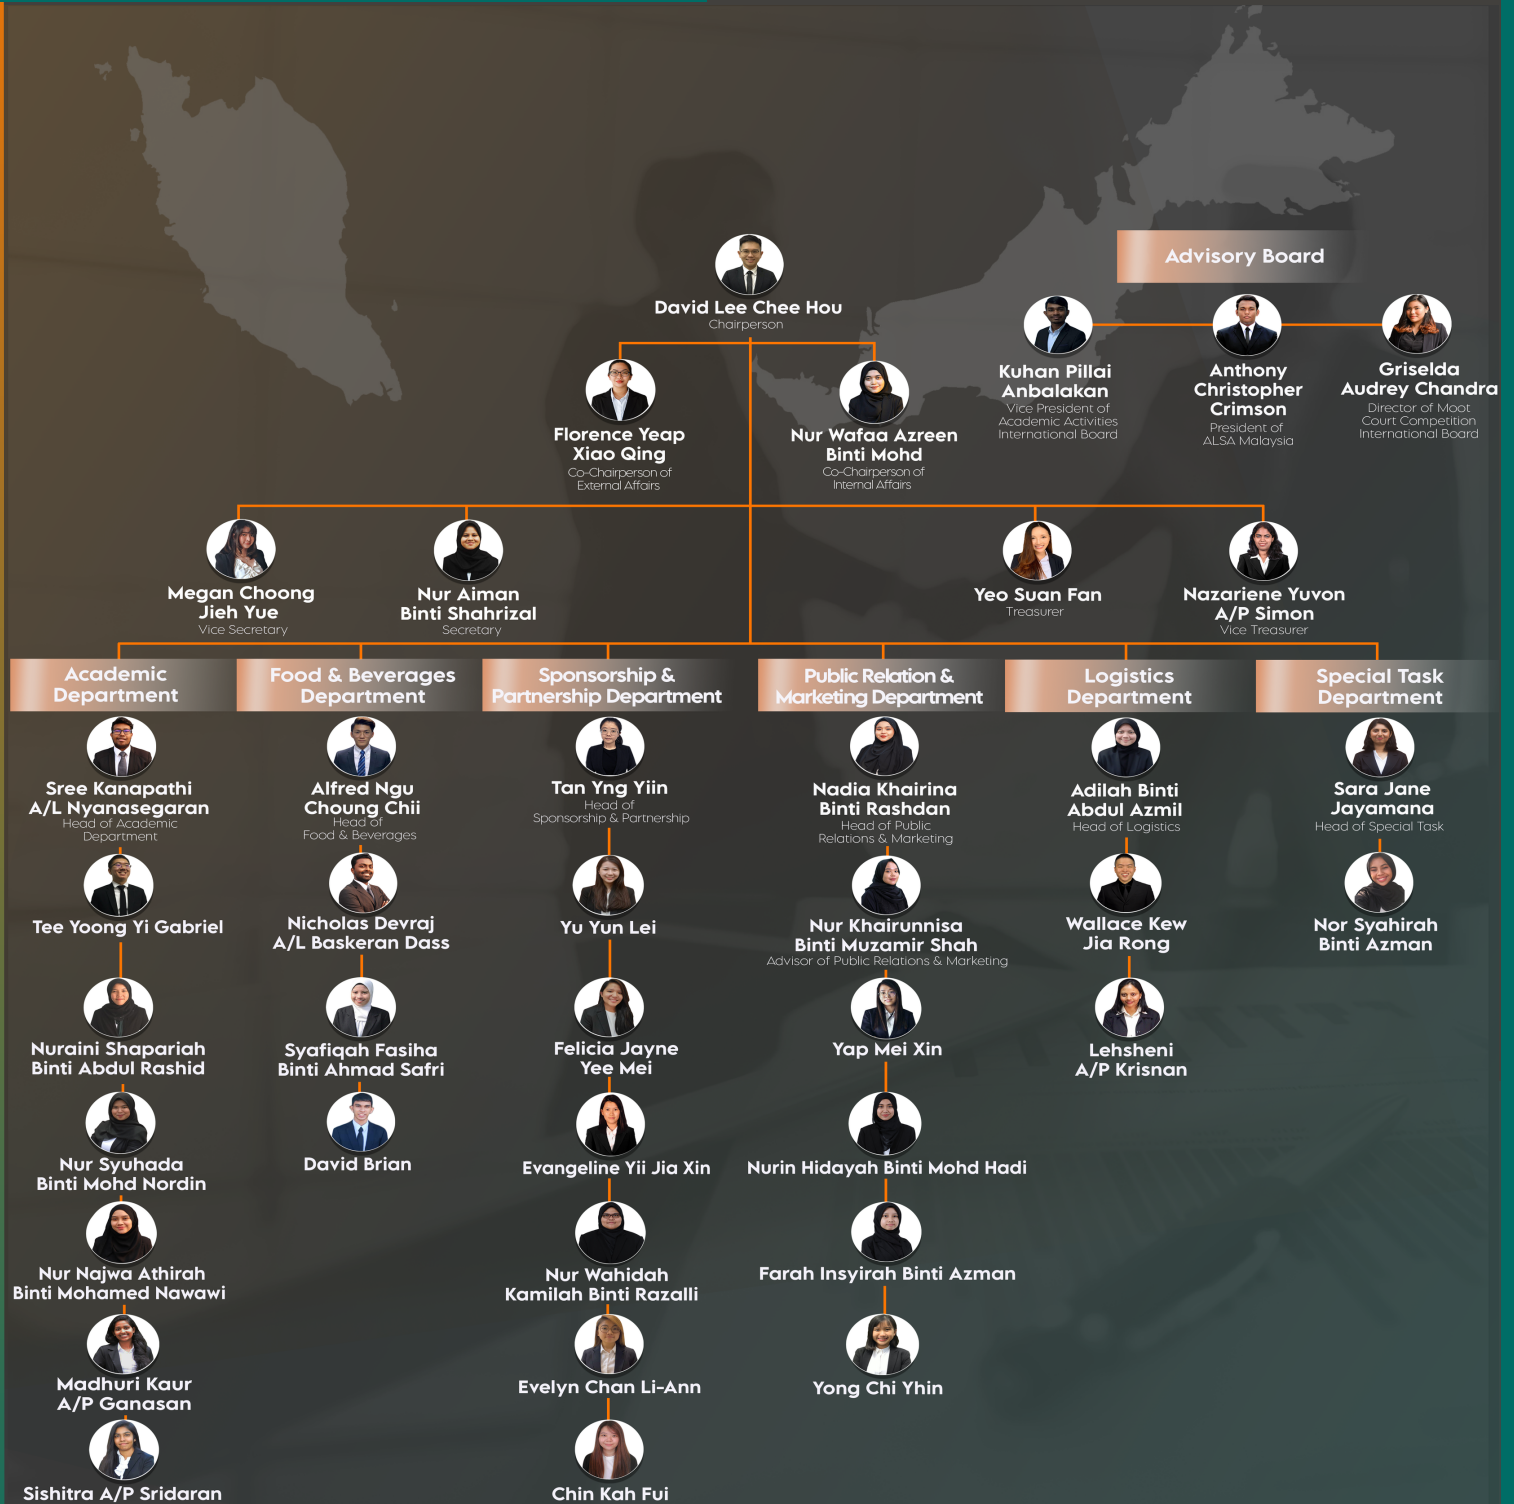 David Lee Chee Hou
Chairperson
Advisory Board
Kuhan Pillai
Anbalakan
Vice President of
Academic Activities
International Board
Anthony
Christopher
Crimson
President of
ALSA Malaysia
Griselda
Audrey Chandra
Director of Moot
Court Competition
International Board
Florence Yeap
Xiao Qing
Co-Chairperson of
External Affairs
Nur Wafaa Azreen
Binti Mohd
Co-Chairperson of
Internal Affairs
Megan Choong
Jieh Yue
Vice Secretary
Nur Aiman
Binti Shahrizal
Secretary
Yeo Suan Fan
Treasurer
Nazariene Yuvon
A/P Simon
Vice Treasurer
Academic
Department
Sree Kanapathi
A/L Nyanasegaran
Head of Academic
Department
Tee Yoong Yi Gabriel
Nuraini Shapariah
Binti Abdul Rashid
Nur Syuhada
Binti Mohd Nordin
Nur Najwa Athirah
Binti Mohamed Nawawi
Madhuri Kaur
A/P Ganasan
Sishitra A/P Sridaran
Food & Beverages
Department
Alfred Ngu
Choung Chii
Head of
Food & Beverages
Nicholas Devraj
A/L Baskeran Dass
Syafiqah Fasiha
Binti Ahmad Safri
David Brian
Sponsorship &
Partnership Department
Tan Yng Yiin
Head of
Sponsorship & Partnership
Yu Yun Lei
Felicia Jayne
Yee Mei
Evangeline Yii Jia Xin
Nur Wahidah
Kamilah Binti Razalli
Evelyn Chan Li-Ann
Chin Kah Fui
Public Relation &
Marketing Department
Nadia Khairina
Binti Rashdan
Head of Public
Relations & Marketing
Nur Khairunnisa
Binti Muzamir Shah
Advisor of Public Relations & Marketing
Yap Mei Xin
Nurin Hidayah Binti Mohd Hadi
Farah Insyirah Binti Azman
Yong Chi Yhin
Logistics
Department
Adilah Binti
Abdul Azmil
Head of Logistics
Wallace Kew
Jia Rong
Lehsheni
A/P Krisnan
Special Task
Department
Sara Jane
Jayamana
Head of Special Task
Nor Syahirah
Binti Azman